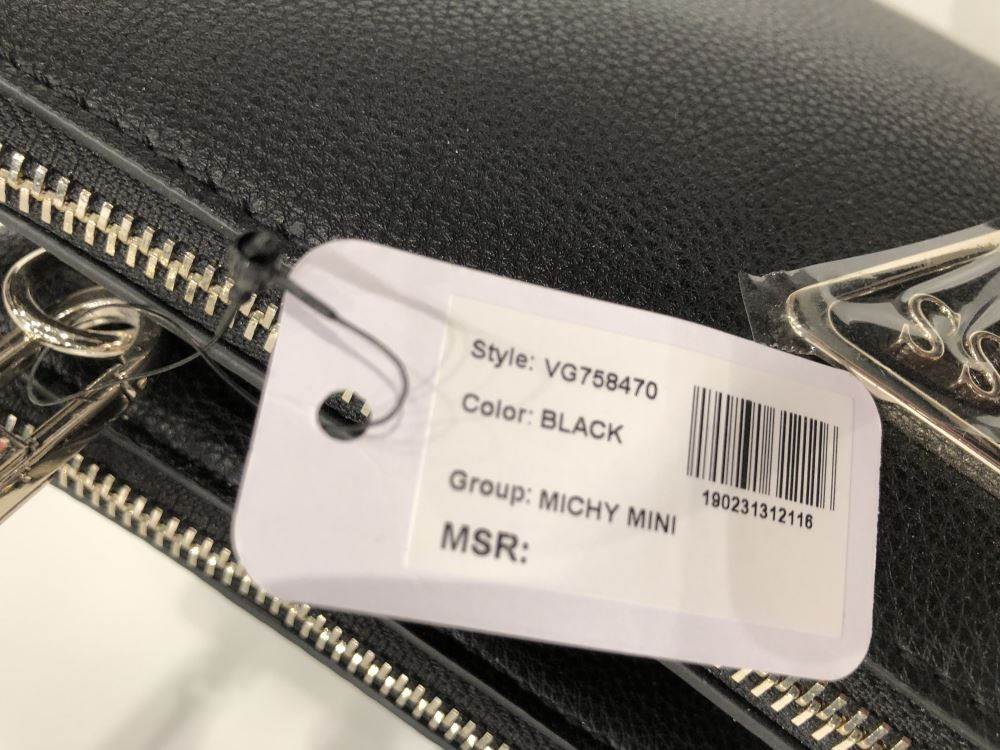 Style: VG758470
Color: BLACK
Group: MICHY MINI
MSR:
190231312116